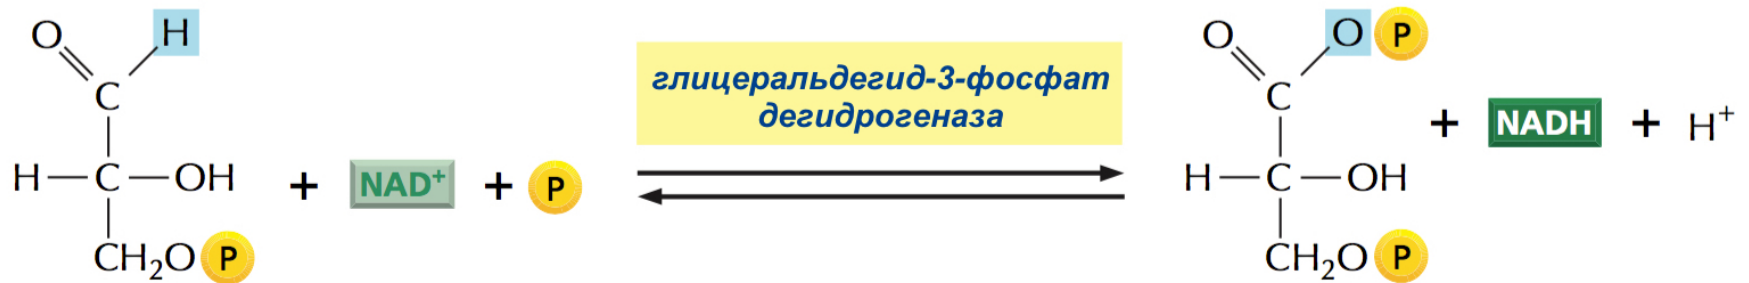 O H
C
H—C—OH + NAD⁺ + P
CH₂O P
глицеральдегид-3-фосфат
дегидрогеназа
O O P
C
H—C—OH
CH₂O P
+ NADH + H⁺